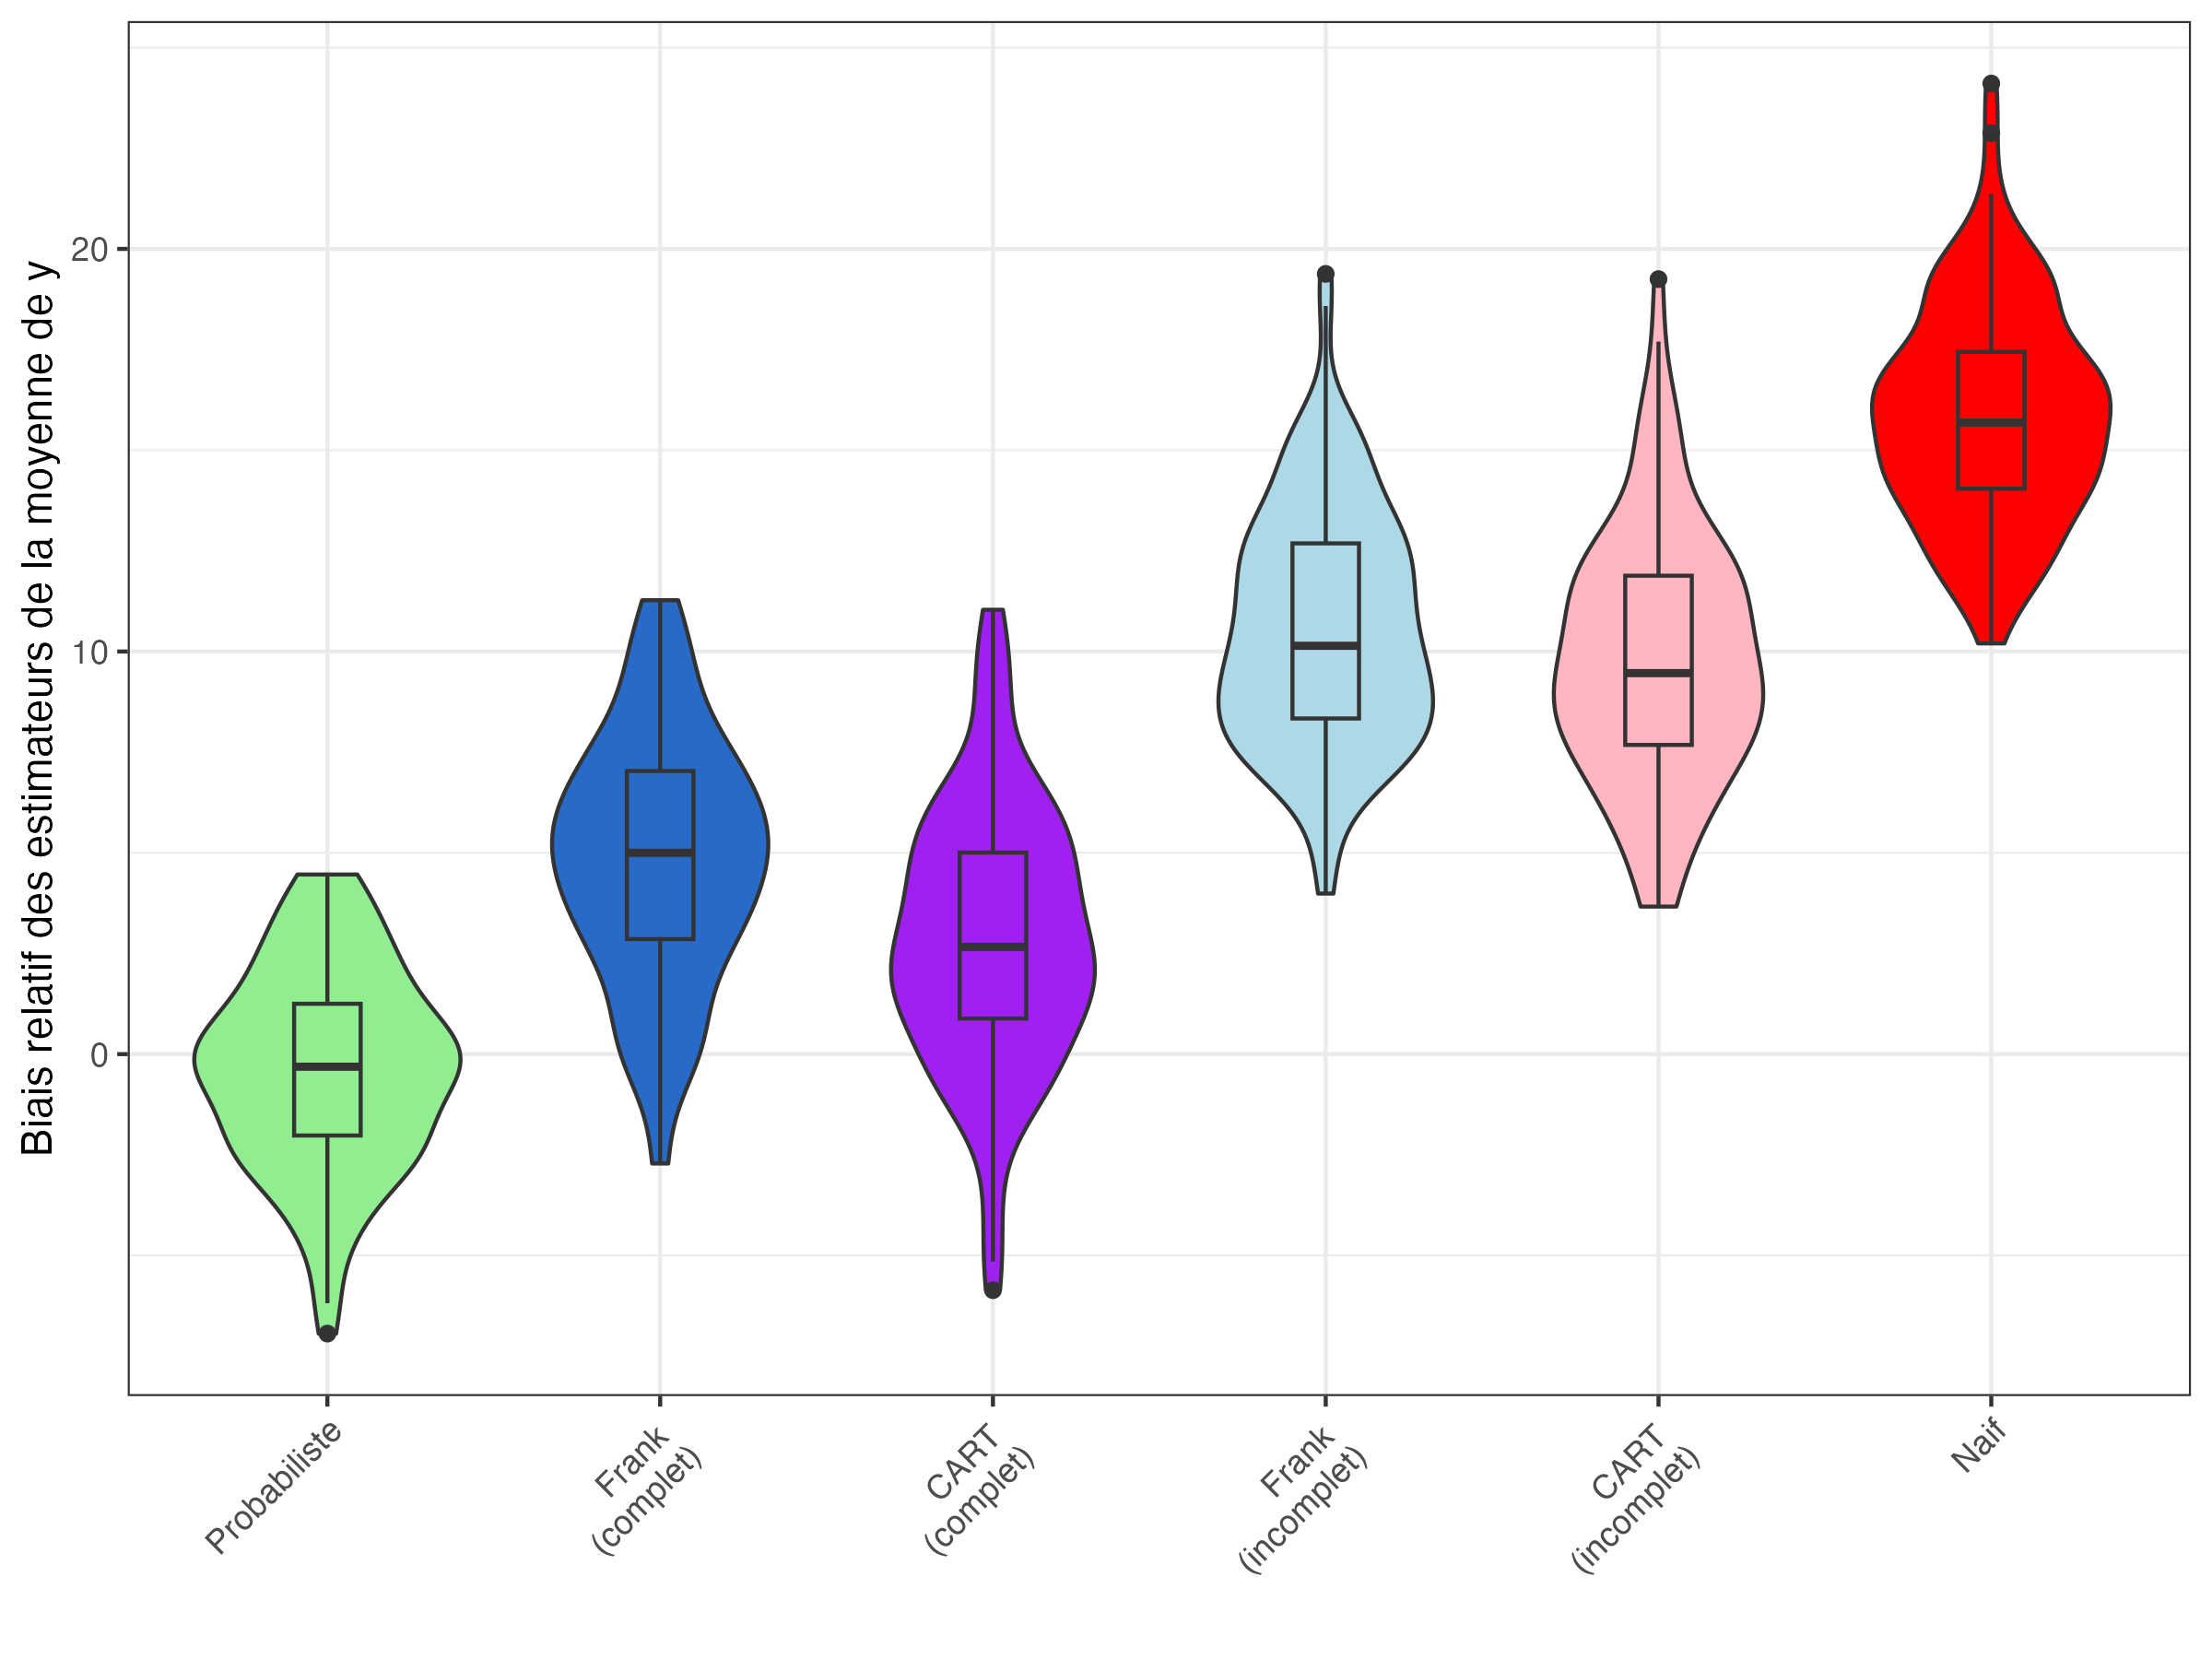 Biais relatif des estimateurs de la moyenne de y
20
10
0
Probabiliste
Frank
(complet)
CART
(complet)
Frank
(incomplet)
CART
(incomplet)
Naif